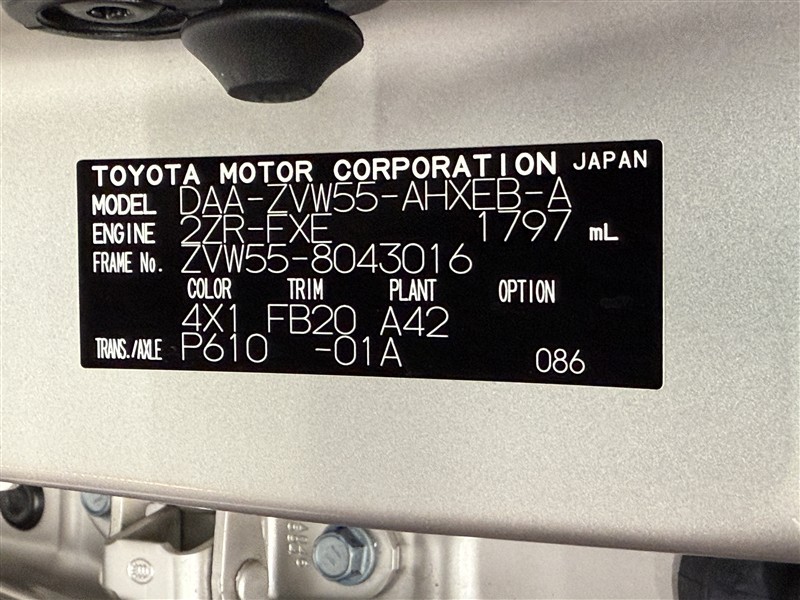 TOYOTA MOTOR CORPORATION JAPAN
MODEL DAA-ZVW55-AHXEB-A
ENGINE 2ZR-FXE 1797 mL
FRAME No. ZVW55-8043016
COLOR TRIM PLANT OPTION
4X1 FB20 A42
TRANS./AXLE P610 -01A 086